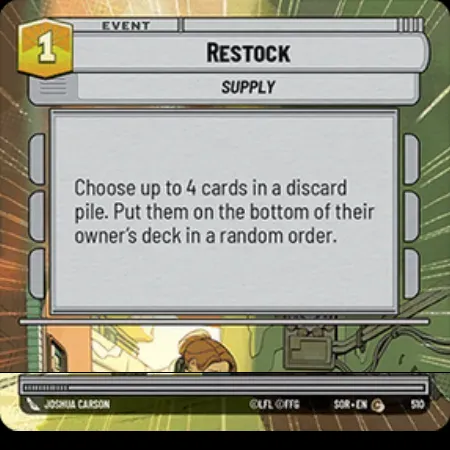 EVENT
1
RESTOCK
SUPPLY
Choose up to 4 cards in a discard
pile. Put them on the bottom of their
owner's deck in a random order.
JOSHUA CARSON ©LFL ©FFG SOR • EN C 510